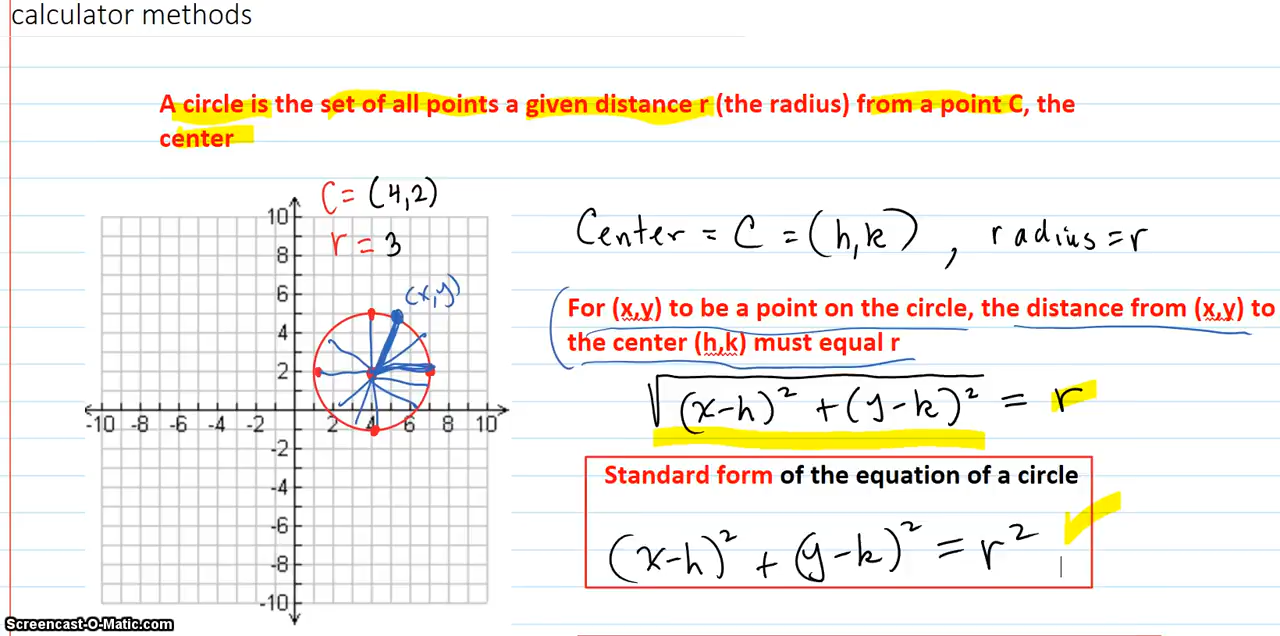 calculator methods
A circle is the set of all points a given distance r (the radius) from a point C, the
center
C = (4,2)
r = 3
Center = C = (h,k) , radius = r
(x,y)
For (x,y) to be a point on the circle, the distance from (x,y) to
the center (h,k) must equal r
√(x-h)² + (y-k)² = r
Standard form of the equation of a circle
(x-h)² + (y-k)² = r²
10
8
6
4
2
-10 -8 -6 -4 -2 2 4 6 8 10
-2
-4
-6
-8
-10
Screencast-O-Matic.com